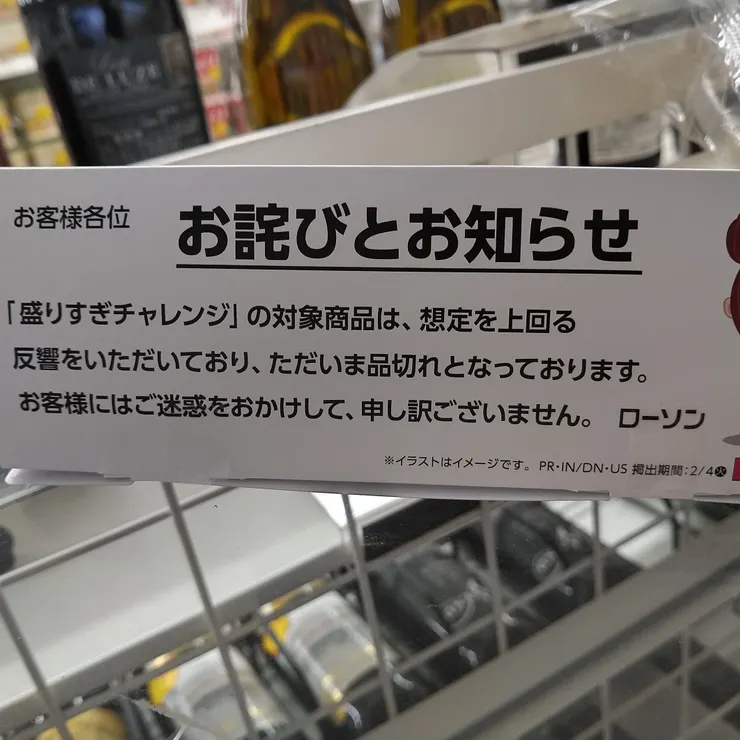 お客様各位
お詫びとお知らせ
「盛りすぎチャレンジ」の対象商品は、想定を上回る
反響をいただいており、ただいま品切れとなっております。
お客様にはご迷惑をおかけして、申し訳ございません。 ローソン
※イラストはイメージです。 PR・IN/DN・US 掲出期間:2/4㊋